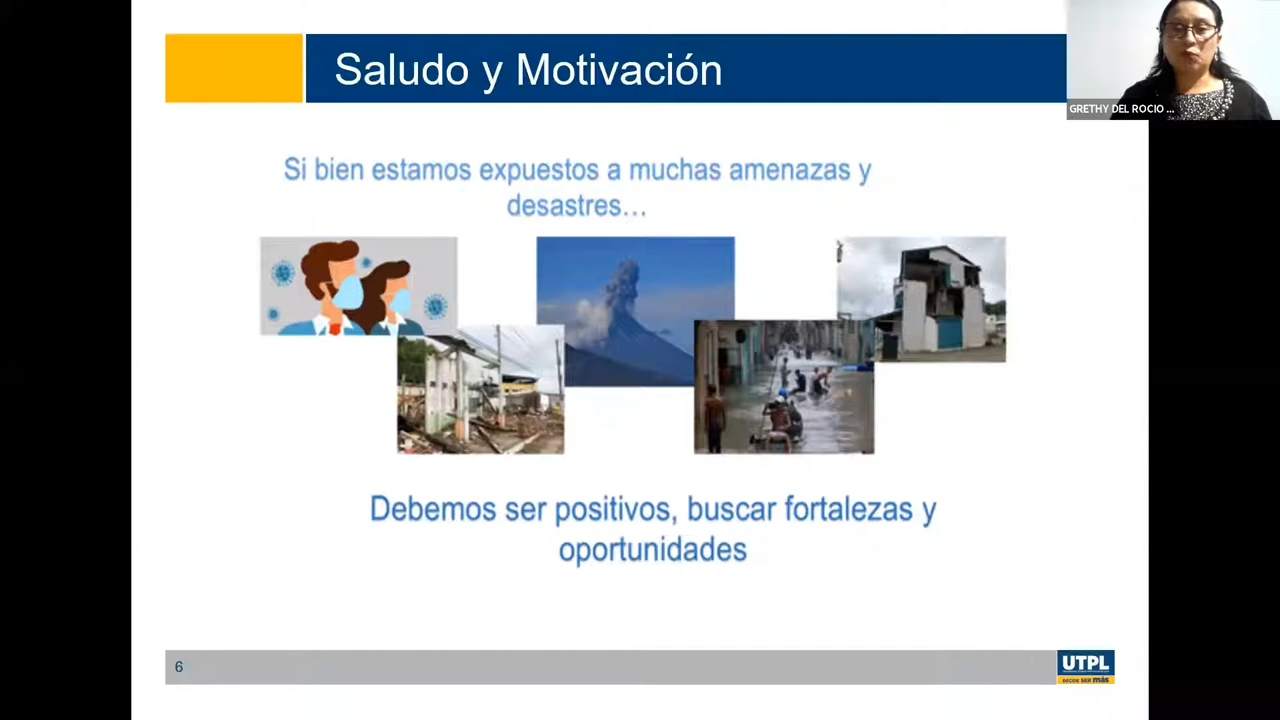 Saludo y Motivación
GRETHY DEL ROCIO ...
Si bien estamos expuestos a muchas amenazas y
desastres...
Debemos ser positivos, buscar fortalezas y
oportunidades
6
UTPL
DECIDE SER más